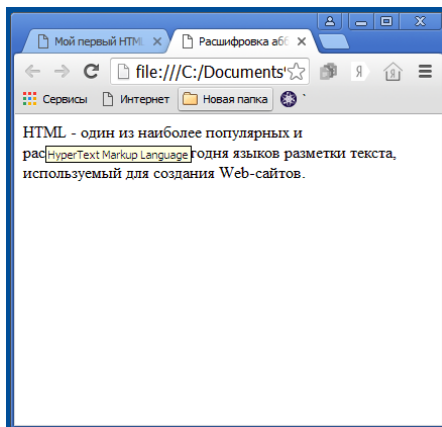 Мой первый HTM
Расшифровка аб
file:///C:/Documents'
Я
Я
Сервисы Интернет Новая папка
HTML - один из наиболее популярных и
рас HyperText Markup Language годня языков разметки текста,
используемый для создания Web-сайтов.